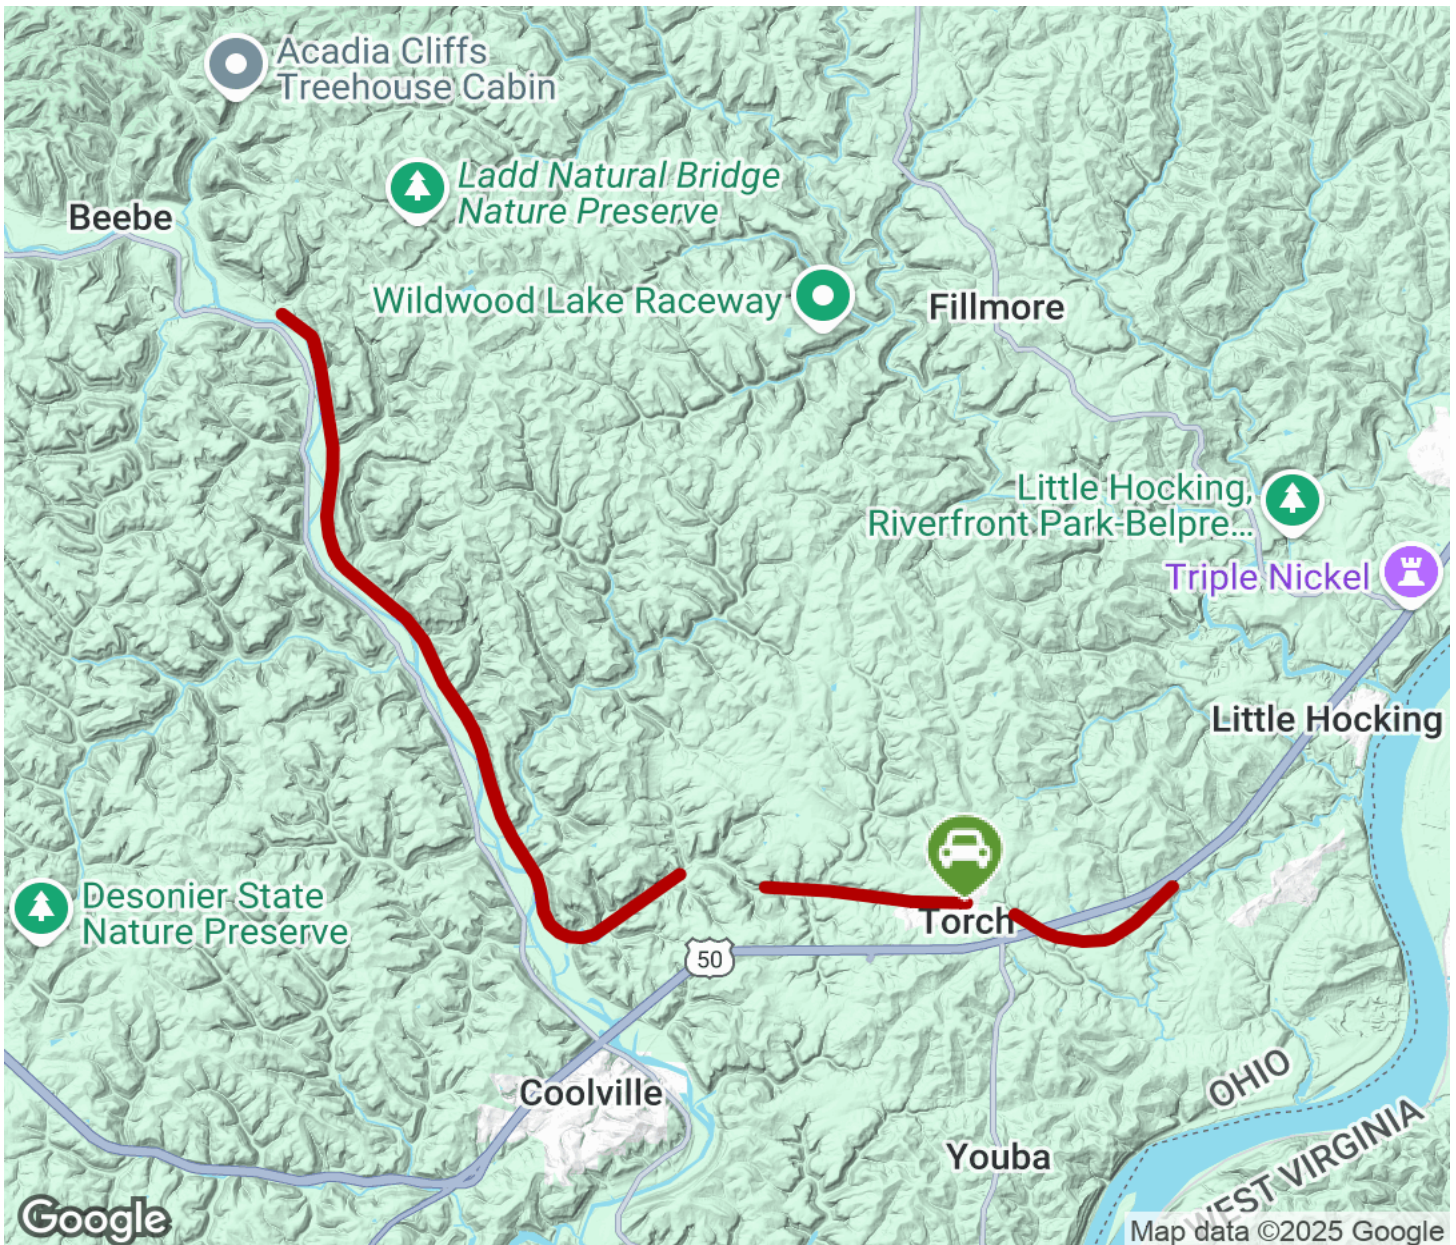 Acadia Cliffs
Treehouse Cabin
Ladd Natural Bridge
Nature Preserve
Beebe
Wildwood Lake Raceway
Fillmore
Little Hocking,
Riverfront Park-Belpre...
Triple Nickel
Little Hocking
Desonier State
Nature Preserve
Torch
50
Coolville
OHIO
WEST VIRGINIA
Youba
Google
Map data ©2025 Google